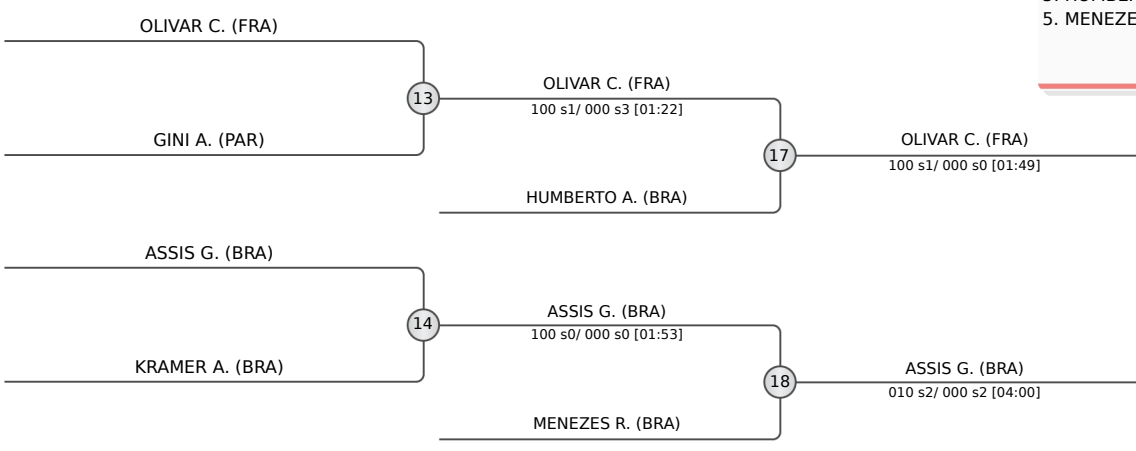 5. MENEZE
OLIVAR C. (FRA)
13
GINI A. (PAR)
OLIVAR C. (FRA)
100 s1/ 000 s3 [01:22]
17
HUMBERTO A. (BRA)
OLIVAR C. (FRA)
100 s1/ 000 s0 [01:49]
ASSIS G. (BRA)
14
KRAMER A. (BRA)
ASSIS G. (BRA)
100 s0/ 000 s0 [01:53]
18
MENEZES R. (BRA)
ASSIS G. (BRA)
010 s2/ 000 s2 [04:00]